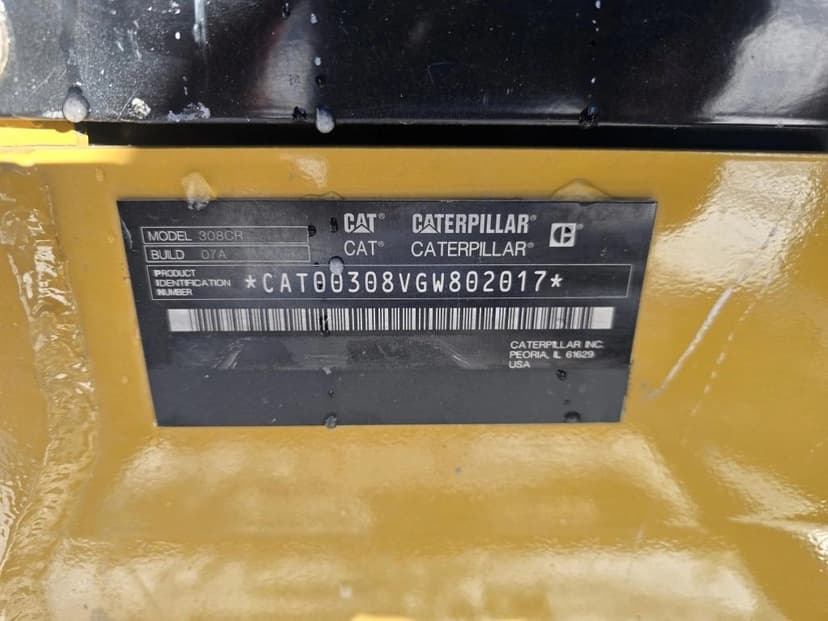 CAT® CATERPILLAR® C
CAT® CATERPILLAR®
MODEL 308CR
BUILD 07A
PRODUCT
IDENTIFICATION
NUMBER
*CAT00308VGW802017*
CATERPILLAR INC.
PEORIA, IL 61629
USA